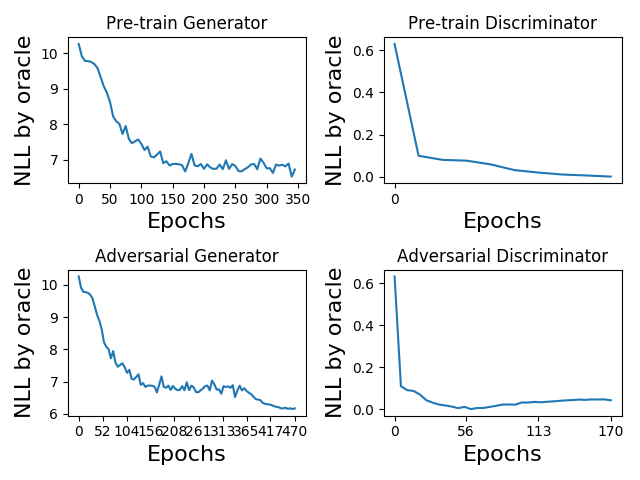 Pre-train Generator
Pre-train Discriminator
NLL by oracle
10
9
8
7
0 50 100 150 200 250 300 350
Epochs
NLL by oracle
0.6
0.4
0.2
0.0
0
Epochs
Adversarial Generator
Adversarial Discriminator
NLL by oracle
10
9
8
7
6
0 52 104 156 208 261 313 365 417 470
Epochs
NLL by oracle
0.6
0.4
0.2
0.0
0 56 113 170
Epochs